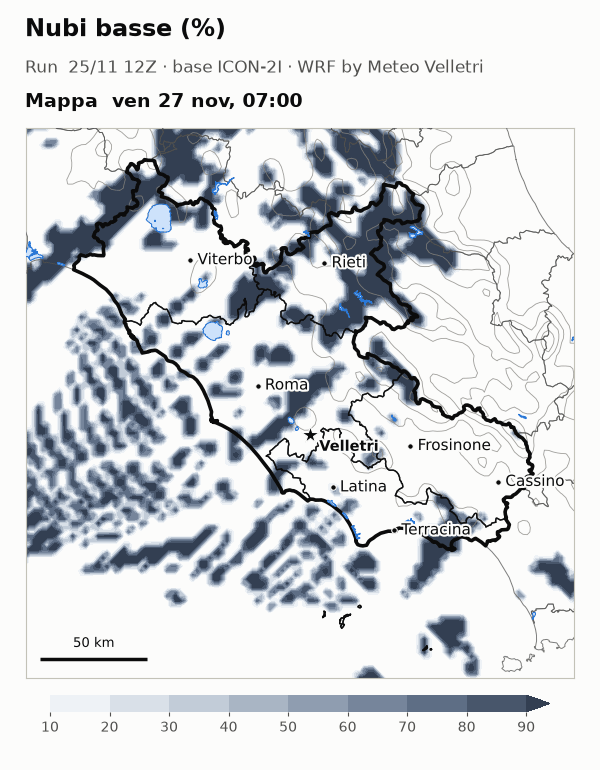 Nubi basse (%)
Run  25/11 12Z · base ICON-2I · WRF by Meteo Velletri
Mappa  ven 27 nov, 07:00
Viterbo
Rieti
Roma
Velletri
Frosinone
Latina
Cassino
Terracina
50 km
10 20 30 40 50 60 70 80 90